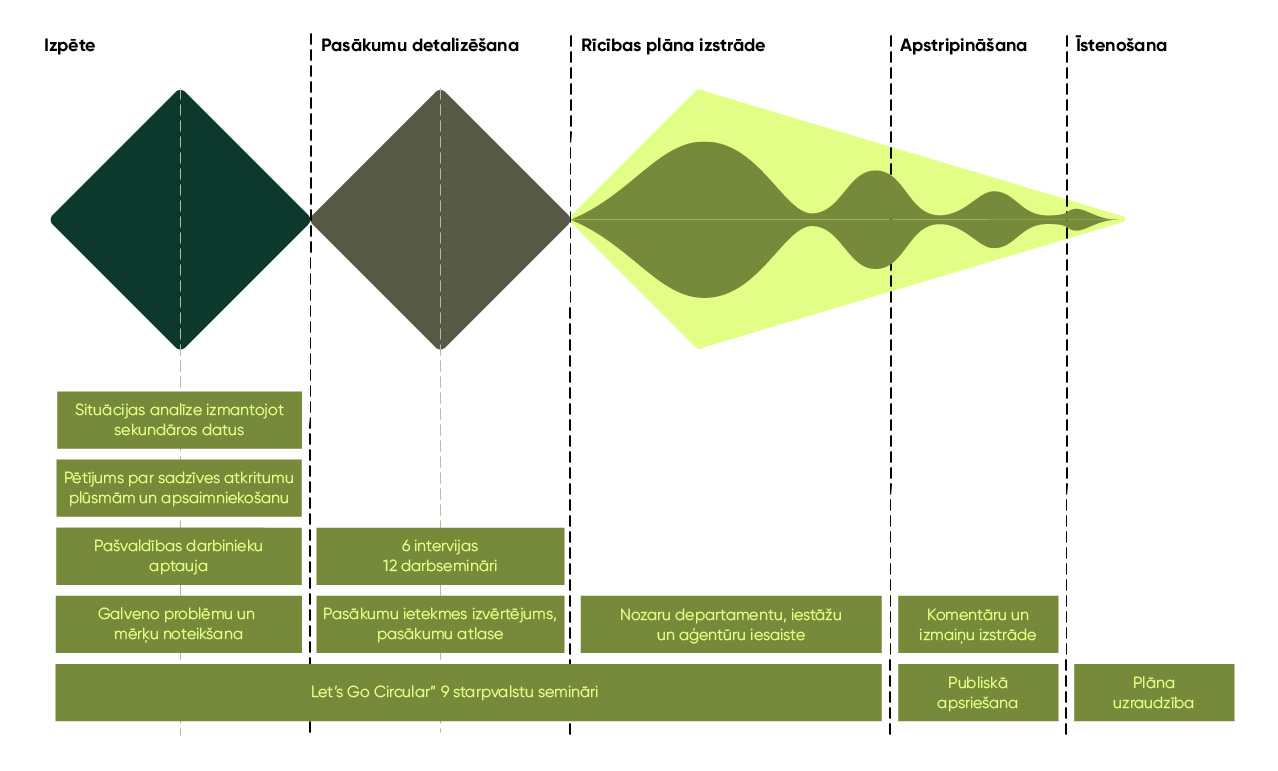 Izpēte
Pasākumu detalizēšana
Rīcības plāna izstrāde
Apstripināšana
Īstenošana
Situācijas analīze izmantojot
sekundāros datus
Pētījums par sadzīves atkritumu
plūsmām un apsaimniekošanu
Pašvaldības darbinieku
aptauja
6 intervijas
12 darbsemināri
Galveno problēmu un
mērķu noteikšana
Pasākumu ietekmes izvērtējums,
pasākumu atlase
Nozaru departamentu, iestāžu
un aģentūru iesaiste
Komentāru un
izmaiņu izstrāde
Let’s Go Circular” 9 starpvalstu semināri
Publiskā
apsriešana
Plāna
uzraudzība